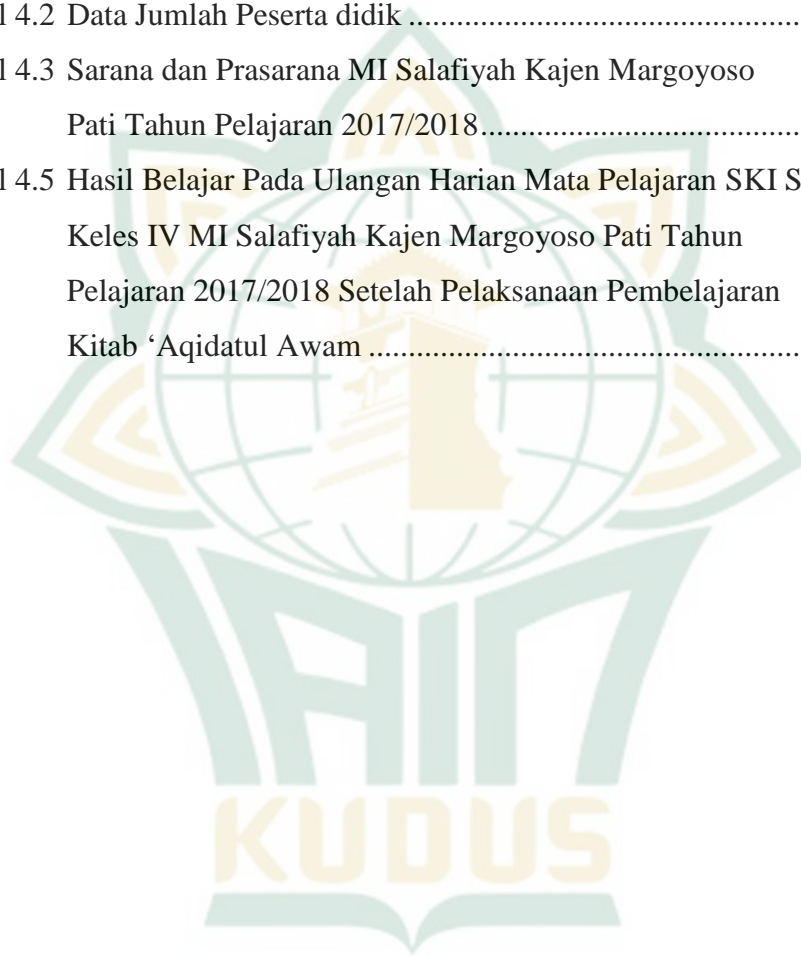 l 4.2 Data Jumlah Peserta didik ..............................................
l 4.3 Sarana dan Prasarana MI Salafiyah Kajen Margoyoso
Pati Tahun Pelajaran 2017/2018.....................................
l 4.5 Hasil Belajar Pada Ulangan Harian Mata Pelajaran SKI S
Keles IV MI Salafiyah Kajen Margoyoso Pati Tahun
Pelajaran 2017/2018 Setelah Pelaksanaan Pembelajaran
Kitab ‘Aqidatul Awam ..................................................
IAIN
KUDUS